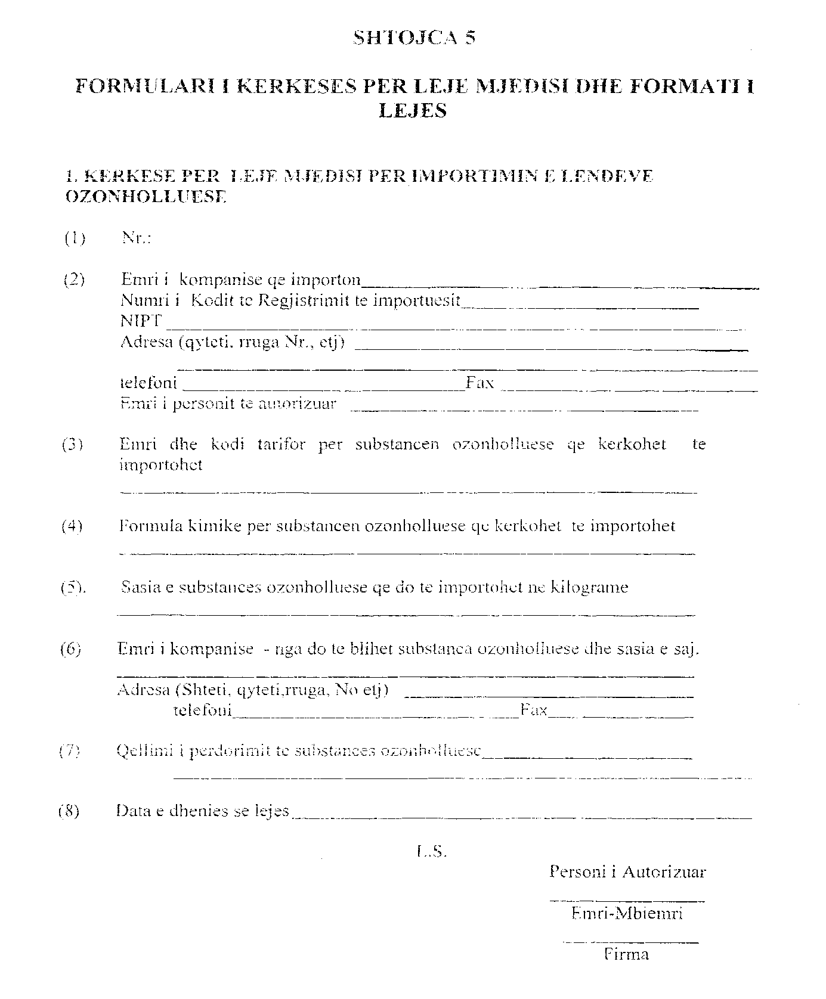 SHTOJCA 5
FORMULARI I KERKESES PER LEJE MJEDISI DHE FORMATI I
LEJES
1. KERKESE PER LEJE MJEDISI PER IMPORTIMIN E LENDEVE
OZONHOLLUESE
(1) Nr.:
(2) Emri i kompanise qe importon
Numri i Kodit te Regjistrimit te importuesit
NIPT
Adresa (qyteti, rruga Nr., etj)
telefoni Fax
Emri i personit te autorizuar
(3) Emri dhe kodi tarifor per substancen ozonholluese qe kerkohet te
importohet
(4) Formula kimike per substancen ozonholluese qe kerkohet te importohet
(5). Sasia e substances ozonholluese qe do te importohet ne kilograme
(6) Emri i kompanise - nga do te blihet substanca ozonholluese dhe sasia e saj.
Adresa (Shteti, qyteti,rruga, No etj)
telefoni Fax
(7) Qellimi i perdorimit te substances ozonholluese
(8) Data e dhenies se lejes
L.S.
Personi i Autorizuar
Emri-Mbiemri
Firma